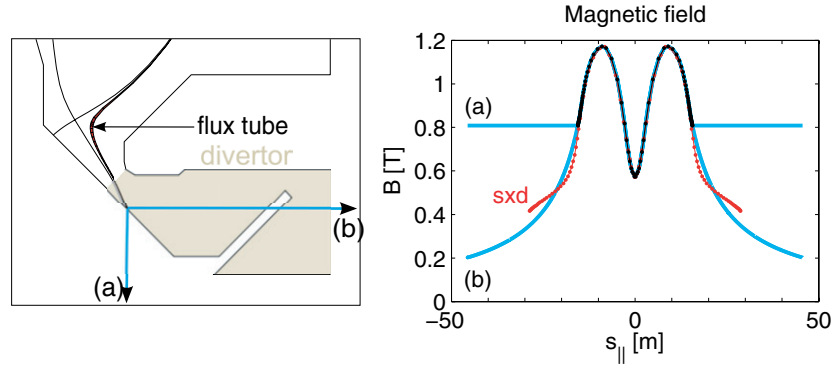 flux tube
divertor
(b)
(a)
Magnetic field
1.2
1
0.8
0.6
0.4
0.2
0
B [T]
(a)
sxd
(b)
−50
0
50
s|| [m]